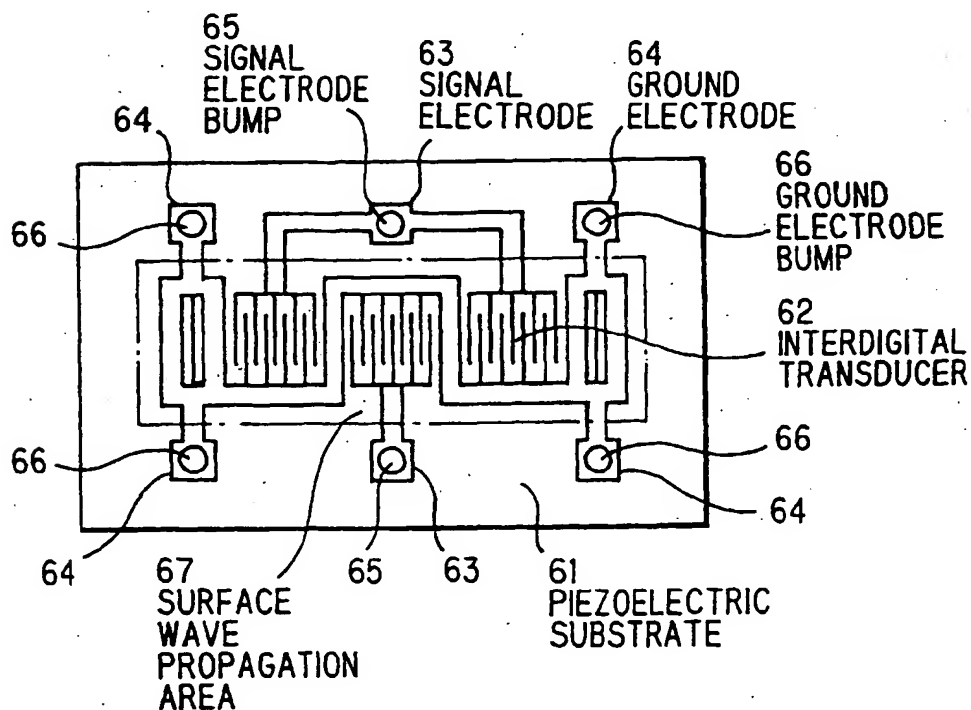 65
SIGNAL
ELECTRODE
BUMP
63
SIGNAL
ELECTRODE
64
GROUND
ELECTRODE
64
66
66
GROUND
ELECTRODE
BUMP
62
INTERDIGITAL
TRANSDUCER
66
66
64
64
67
SURFACE
WAVE
PROPAGATION
AREA
65
63
61
PIEZOELECTRIC
SUBSTRATE